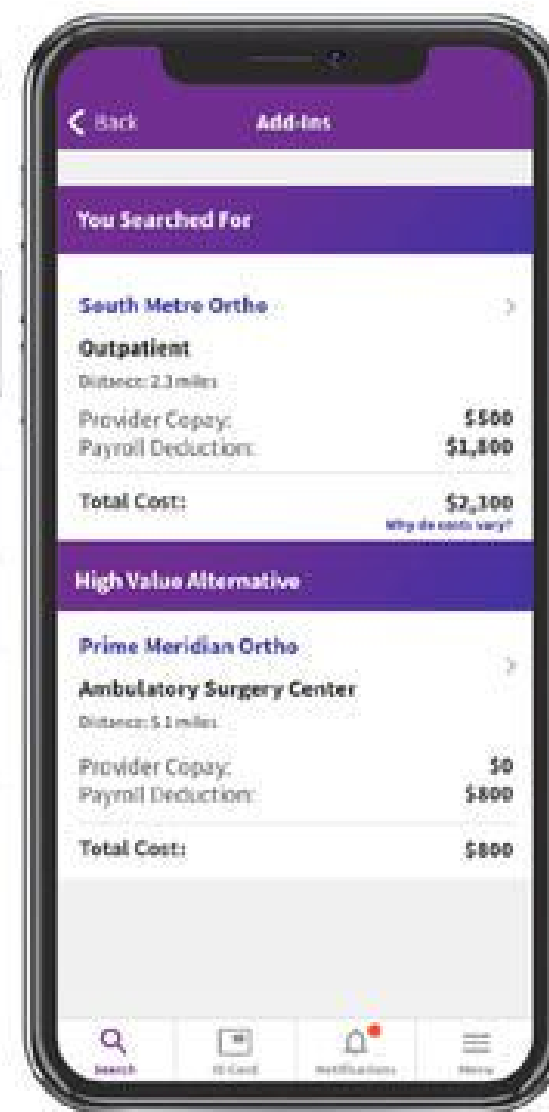 Back Add-Ins
You Searched For
South Metro Ortho
Outpatient
Distance: 2.3 miles
Provider Copay: $500
Payroll Deduction: $1,800
Total Cost: $2,300
Why do costs vary?
High Value Alternative
Prime Meridian Ortho
Ambulatory Surgery Center
Distance: 5.1 miles
Provider Copay: $0
Payroll Deduction: $800
Total Cost: $800
Search ID Card Notifications Menu